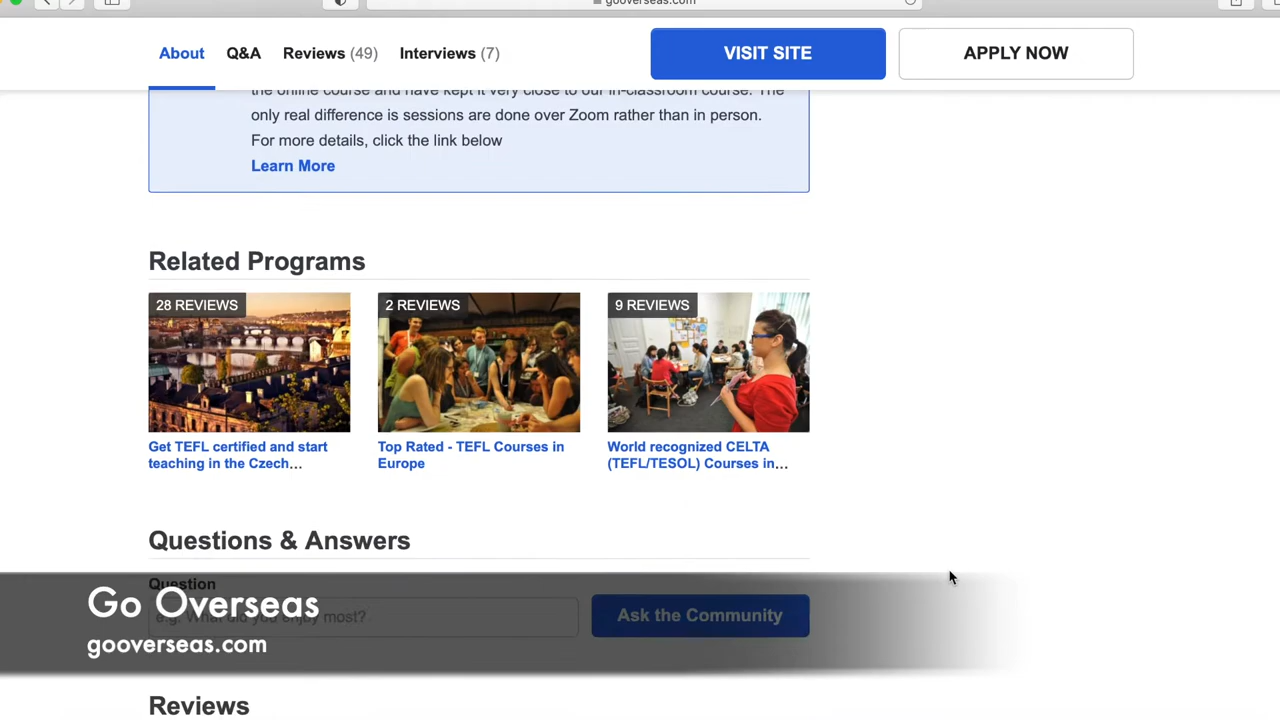 gooverseas.com
About Q&A Reviews (49) Interviews (7) VISIT SITE APPLY NOW
the online course and have kept it very close to our in-classroom course. The
only real difference is sessions are done over Zoom rather than in person.
For more details, click the link below
Learn More
Related Programs
28 REVIEWS
Get TEFL certified and start
teaching in the Czech...
2 REVIEWS
Top Rated - TEFL Courses in
Europe
9 REVIEWS
World recognized CELTA
(TEFL/TESOL) Courses in...
Questions & Answers
Question
e.g. What did you enjoy most?
Ask the Community
Go Overseas
gooverseas.com
Reviews